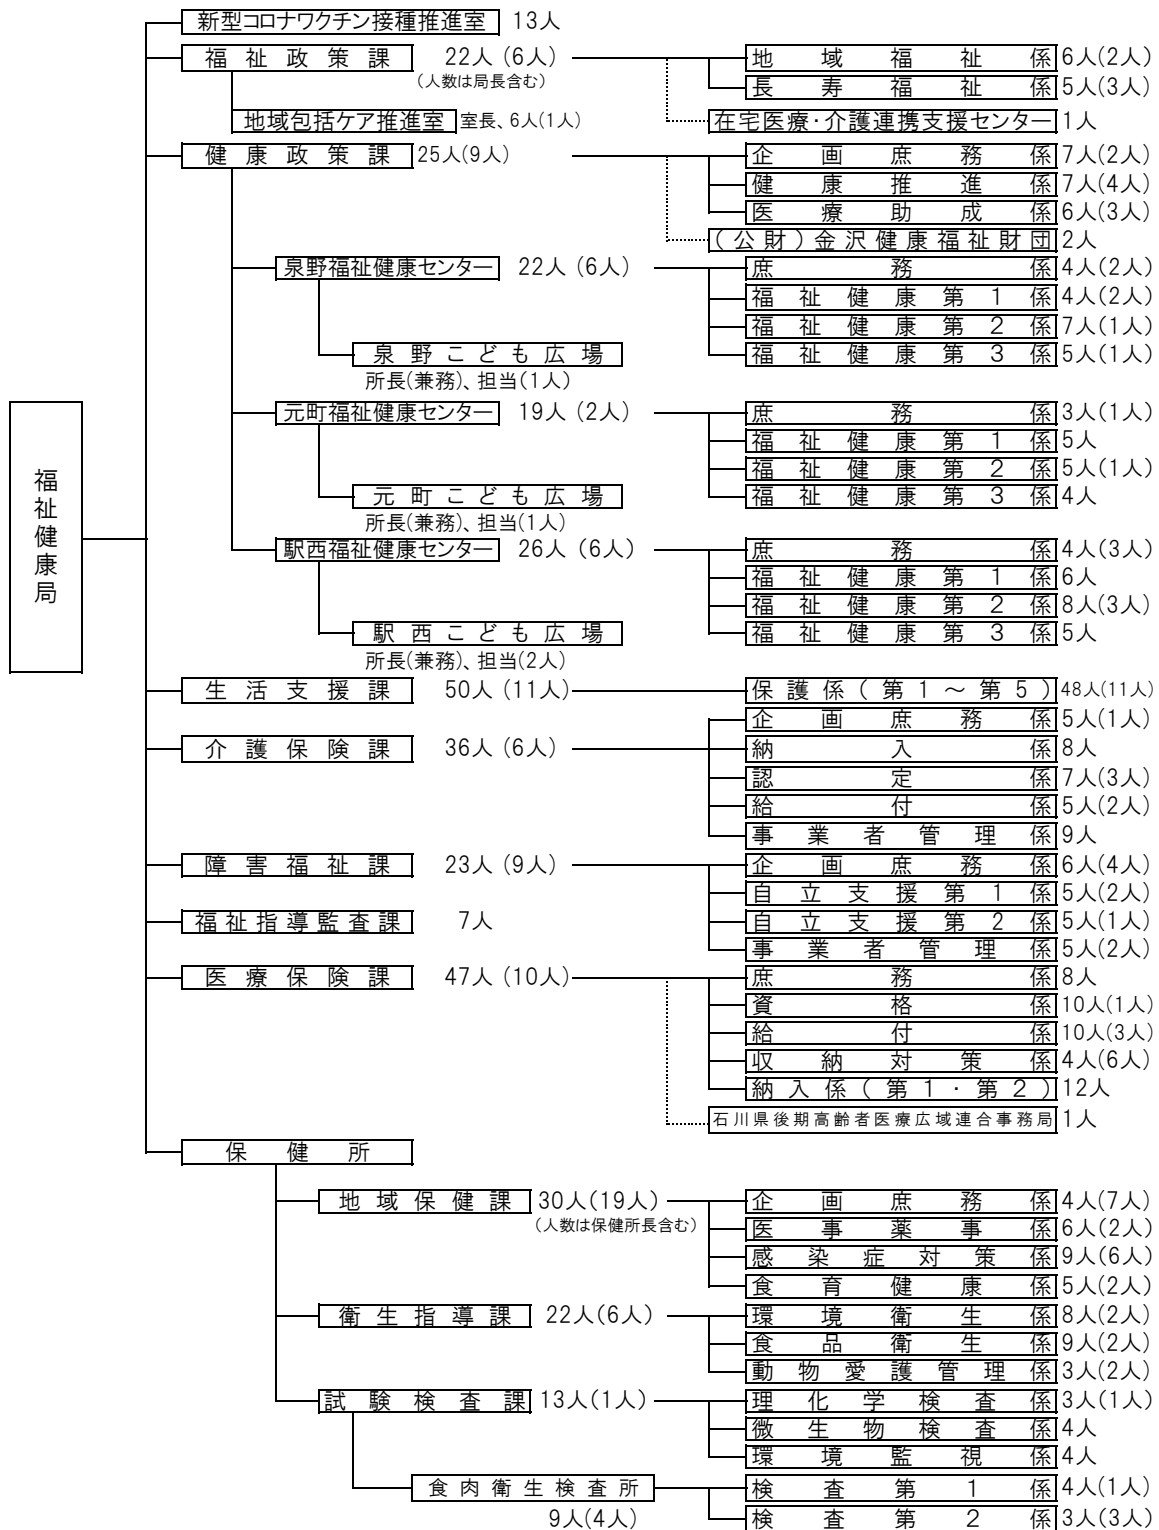 新型コロナワクチン接種推進室 13人
福祉政策課 22人(6人) 地域福祉係 6人(2人)
(人数は局長含む) 長寿福祉係 5人(3人)
地域包括ケア推進室 室長、6人(1人) 在宅医療・介護連携支援センター 1人
健康政策課 25人(9人) 企画庶務係 7人(2人)
健康推進係 7人(4人)
医療助成係 6人(3人)
(公財)金沢健康福祉財団 2人
泉野福祉健康センター 22人(6人) 庶務係 4人(2人)
福祉健康第1係 4人(2人)
福祉健康第2係 7人(1人)
泉野こども広場 福祉健康第3係 5人(1人)
所長(兼務)、担当(1人)
元町福祉健康センター 19人(2人) 庶務係 3人(1人)
福祉健康第1係 5人
福祉健康第2係 5人(1人)
元町こども広場 福祉健康第3係 4人
所長(兼務)、担当(1人)
福祉健康局
駅西福祉健康センター 26人(6人) 庶務係 4人(3人)
福祉健康第1係 6人
福祉健康第2係 8人(3人)
駅西こども広場 福祉健康第3係 5人
所長(兼務)、担当(2人)
生活支援課 50人(11人) 保護係(第1~第5) 48人(11人)
企画庶務係 5人(1人)
介護保険課 36人(6人) 納入係 8人
認定係 7人(3人)
給付係 5人(2人)
事業者管理係 9人
障害福祉課 23人(9人) 企画庶務係 6人(4人)
自立支援第1係 5人(2人)
福祉指導監査課 7人 自立支援第2係 5人(1人)
事業者管理係 5人(2人)
医療保険課 47人(10人) 庶務係 8人
資格係 10人(1人)
給付係 10人(3人)
収納対策係 4人(6人)
納入係(第1・第2) 12人
石川県後期高齢者医療広域連合事務局 1人
保健所
地域保健課 30人(19人) 企画庶務係 4人(7人)
(人数は保健所長含む) 医事薬事係 6人(2人)
感染症対策係 9人(6人)
食育健康係 5人(2人)
衛生指導課 22人(6人) 環境衛生係 8人(2人)
食品衛生係 9人(2人)
動物愛護管理係 3人(2人)
試験検査課 13人(1人) 理化学検査係 3人(1人)
微生物検査係 4人
環境監視係 4人
食肉衛生検査所 検査第1係 4人(1人)
9人(4人) 検査第2係 3人(3人)